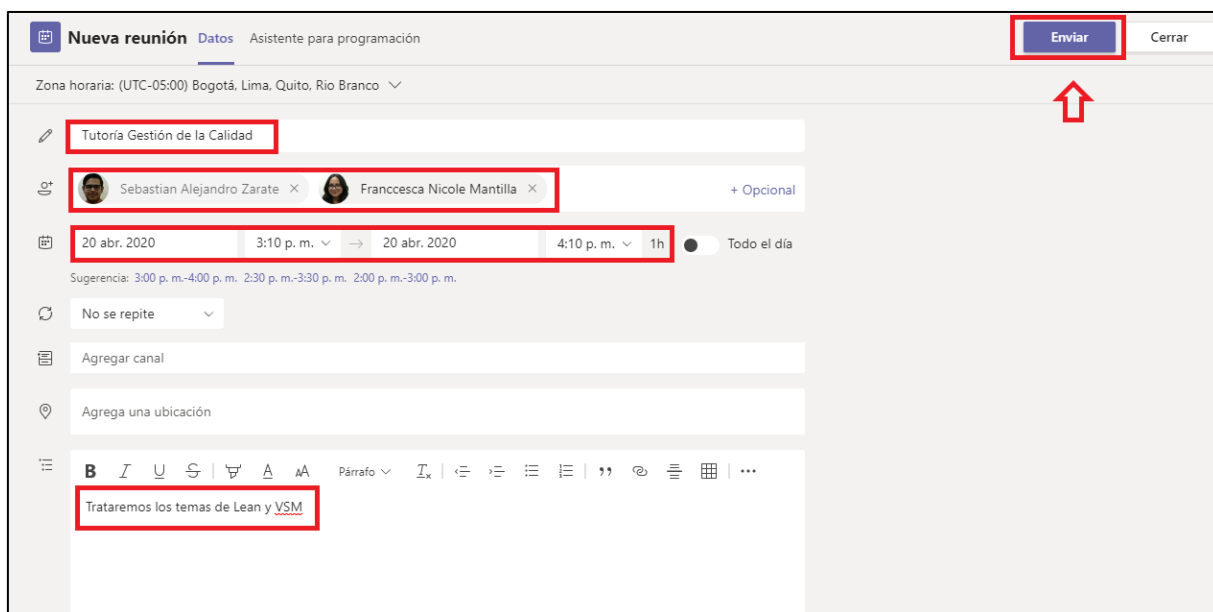 Nueva reunión Datos Asistente para programación Enviar Cerrar
Zona horaria: (UTC-05:00) Bogotá, Lima, Quito, Rio Branco
Tutoría Gestión de la Calidad
Sebastian Alejandro Zarate × Franccesca Nicole Mantilla × + Opcional
20 abr. 2020 3:10 p. m. → 20 abr. 2020 4:10 p. m. 1h Todo el día
Sugerencia: 3:00 p. m.-4:00 p. m. 2:30 p. m.-3:30 p. m. 2:00 p. m.-3:00 p. m.
No se repite
Agregar canal
Agrega una ubicación
B I U S A AA Párrafo Tx
Trataremos los temas de Lean y VSM